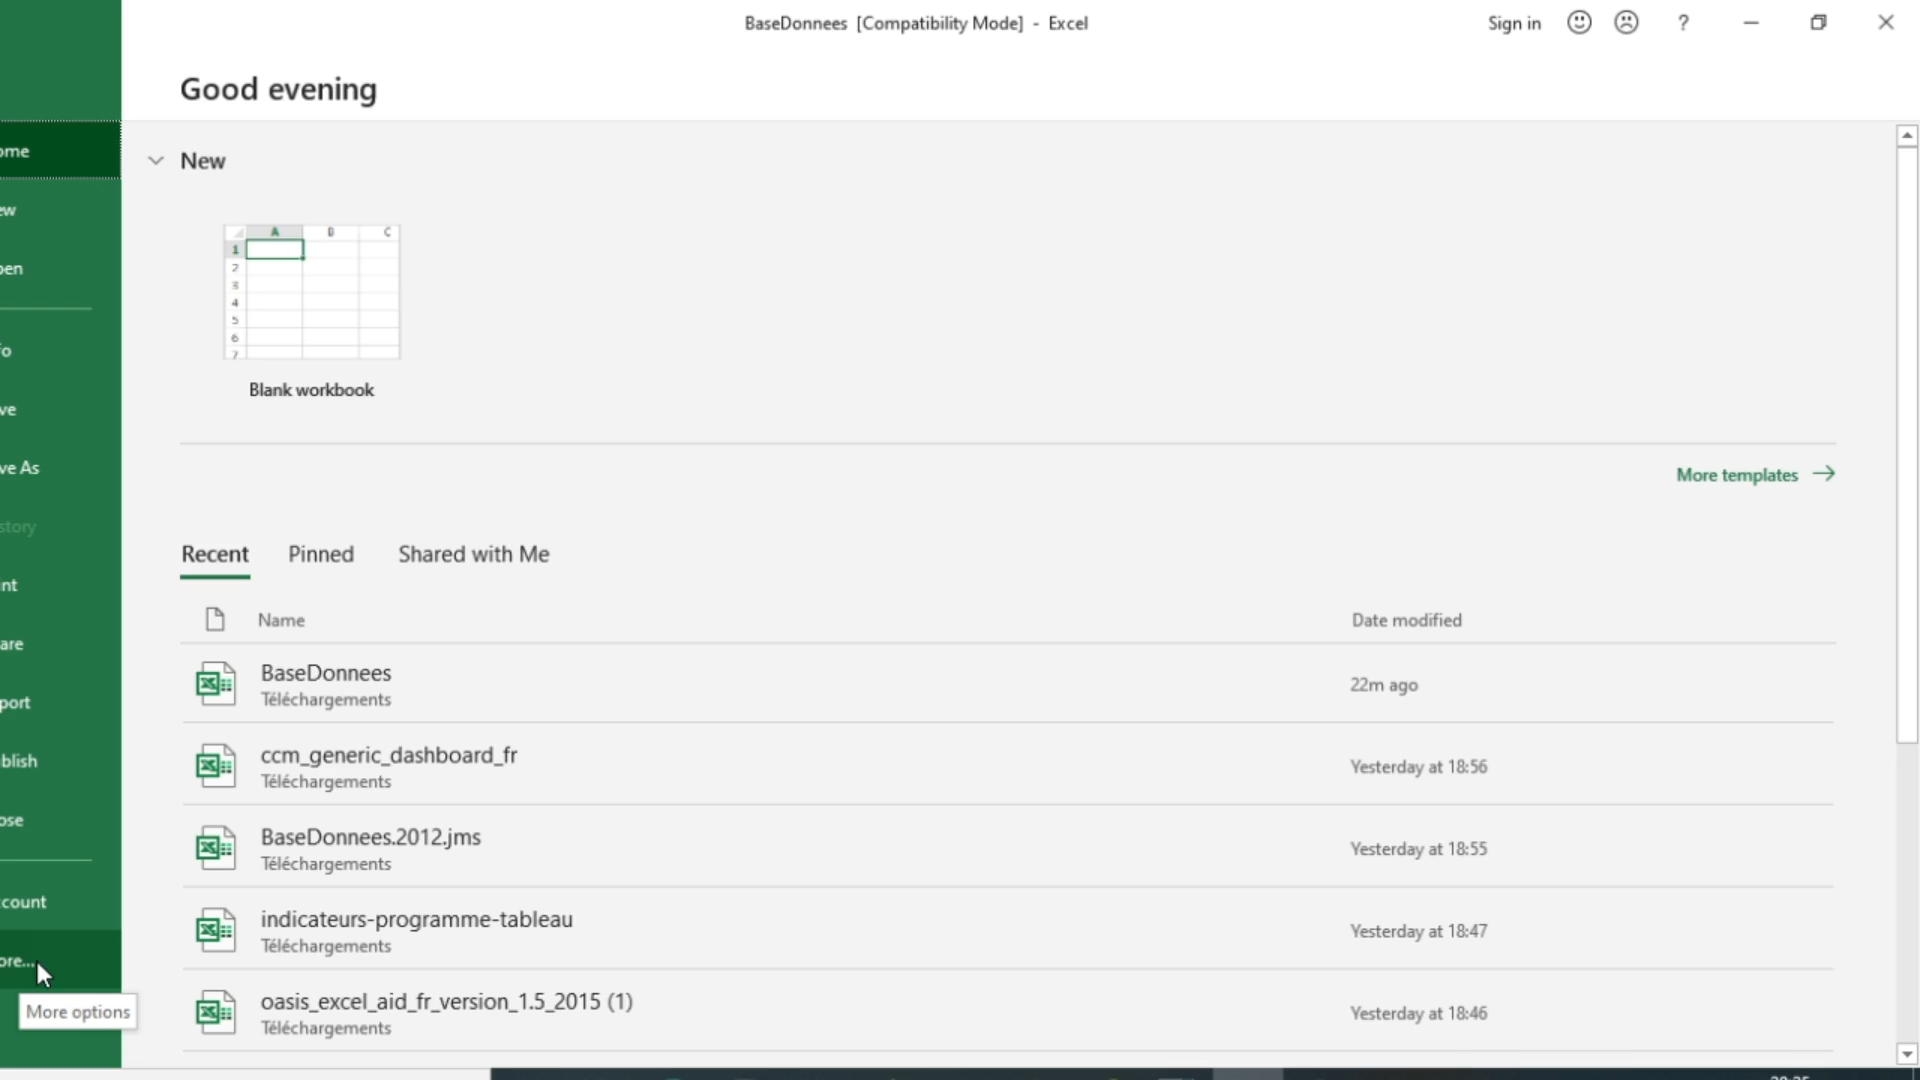 BaseDonnees [Compatibility Mode] - Excel
Sign in
?
Good evening
ome
ew
pen
fo
ve
ve As
story
int
are
port
blish
ose
count
ore...
More options
New
A B C
1
2
3
4
5
6
7
Blank workbook
More templates
Recent Pinned Shared with Me
Name Date modified
BaseDonnees
Téléchargements
22m ago
ccm_generic_dashboard_fr
Téléchargements
Yesterday at 18:56
BaseDonnees.2012.jms
Téléchargements
Yesterday at 18:55
indicateurs-programme-tableau
Téléchargements
Yesterday at 18:47
oasis_excel_aid_fr_version_1.5_2015 (1)
Téléchargements
Yesterday at 18:46